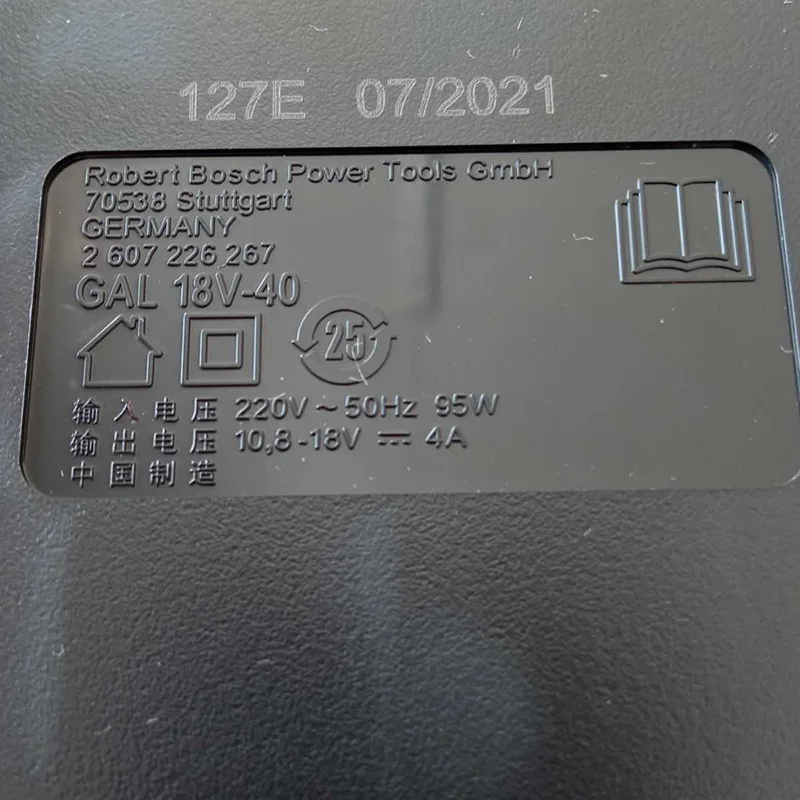 127E 07/2021
Robert Bosch Power Tools GmbH
70538 Stuttgart
GERMANY
2 607 226 267
GAL 18V-40
25
输入电压 220V ~ 50Hz 95W
输出电压 10,8-18V ⎓ 4A
中国制造